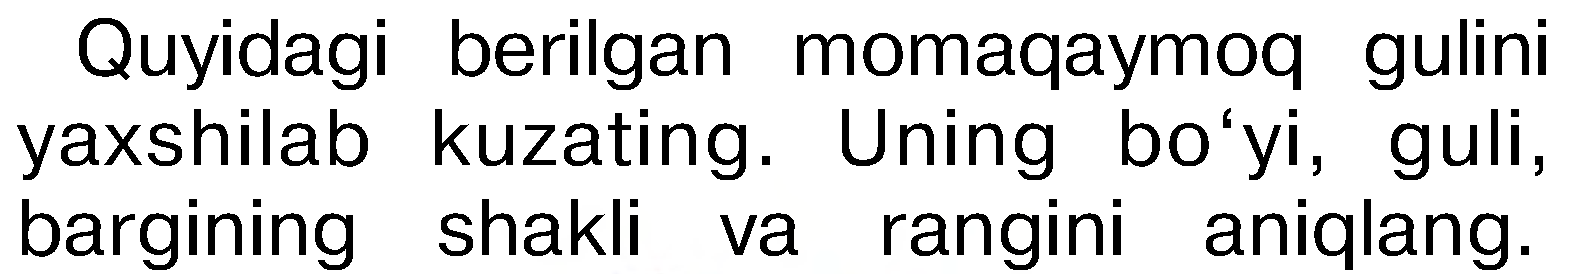 Quyidagi berilgan momaqaymoq gulini
yaxshilab kuzating. Uning bo‘yi, guli,
bargining shakli va rangini aniqlang.